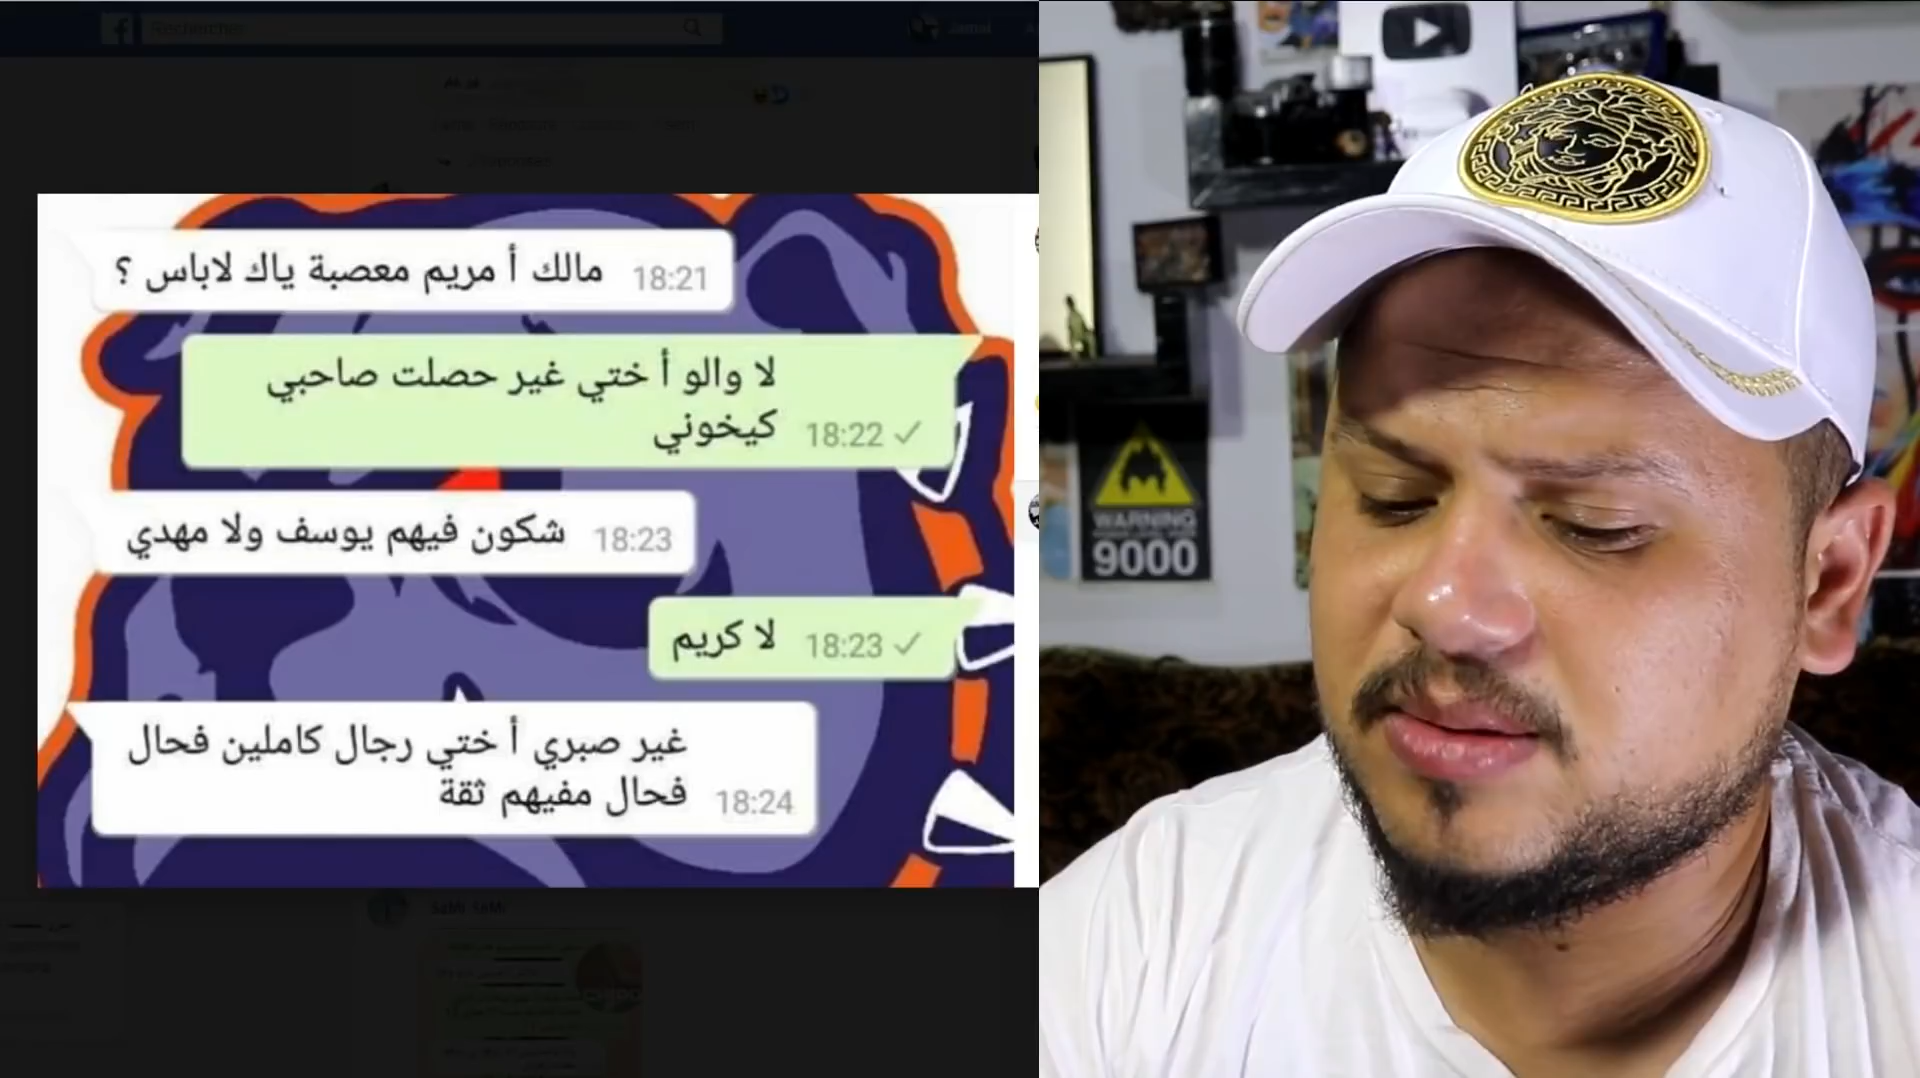 Rechercher
Jamal
مالك أ مريم معصبة ياك لاباس ؟
18:21
لا والو أ ختي غير حصلت صاحبي
كيخوني
18:22
شكون فيهم يوسف ولا مهدي
18:23
لا كريم
18:23
غير صبري أ ختي رجال كاملين فحال
فحال مفيهم ثقة
18:24
WARNING
9000